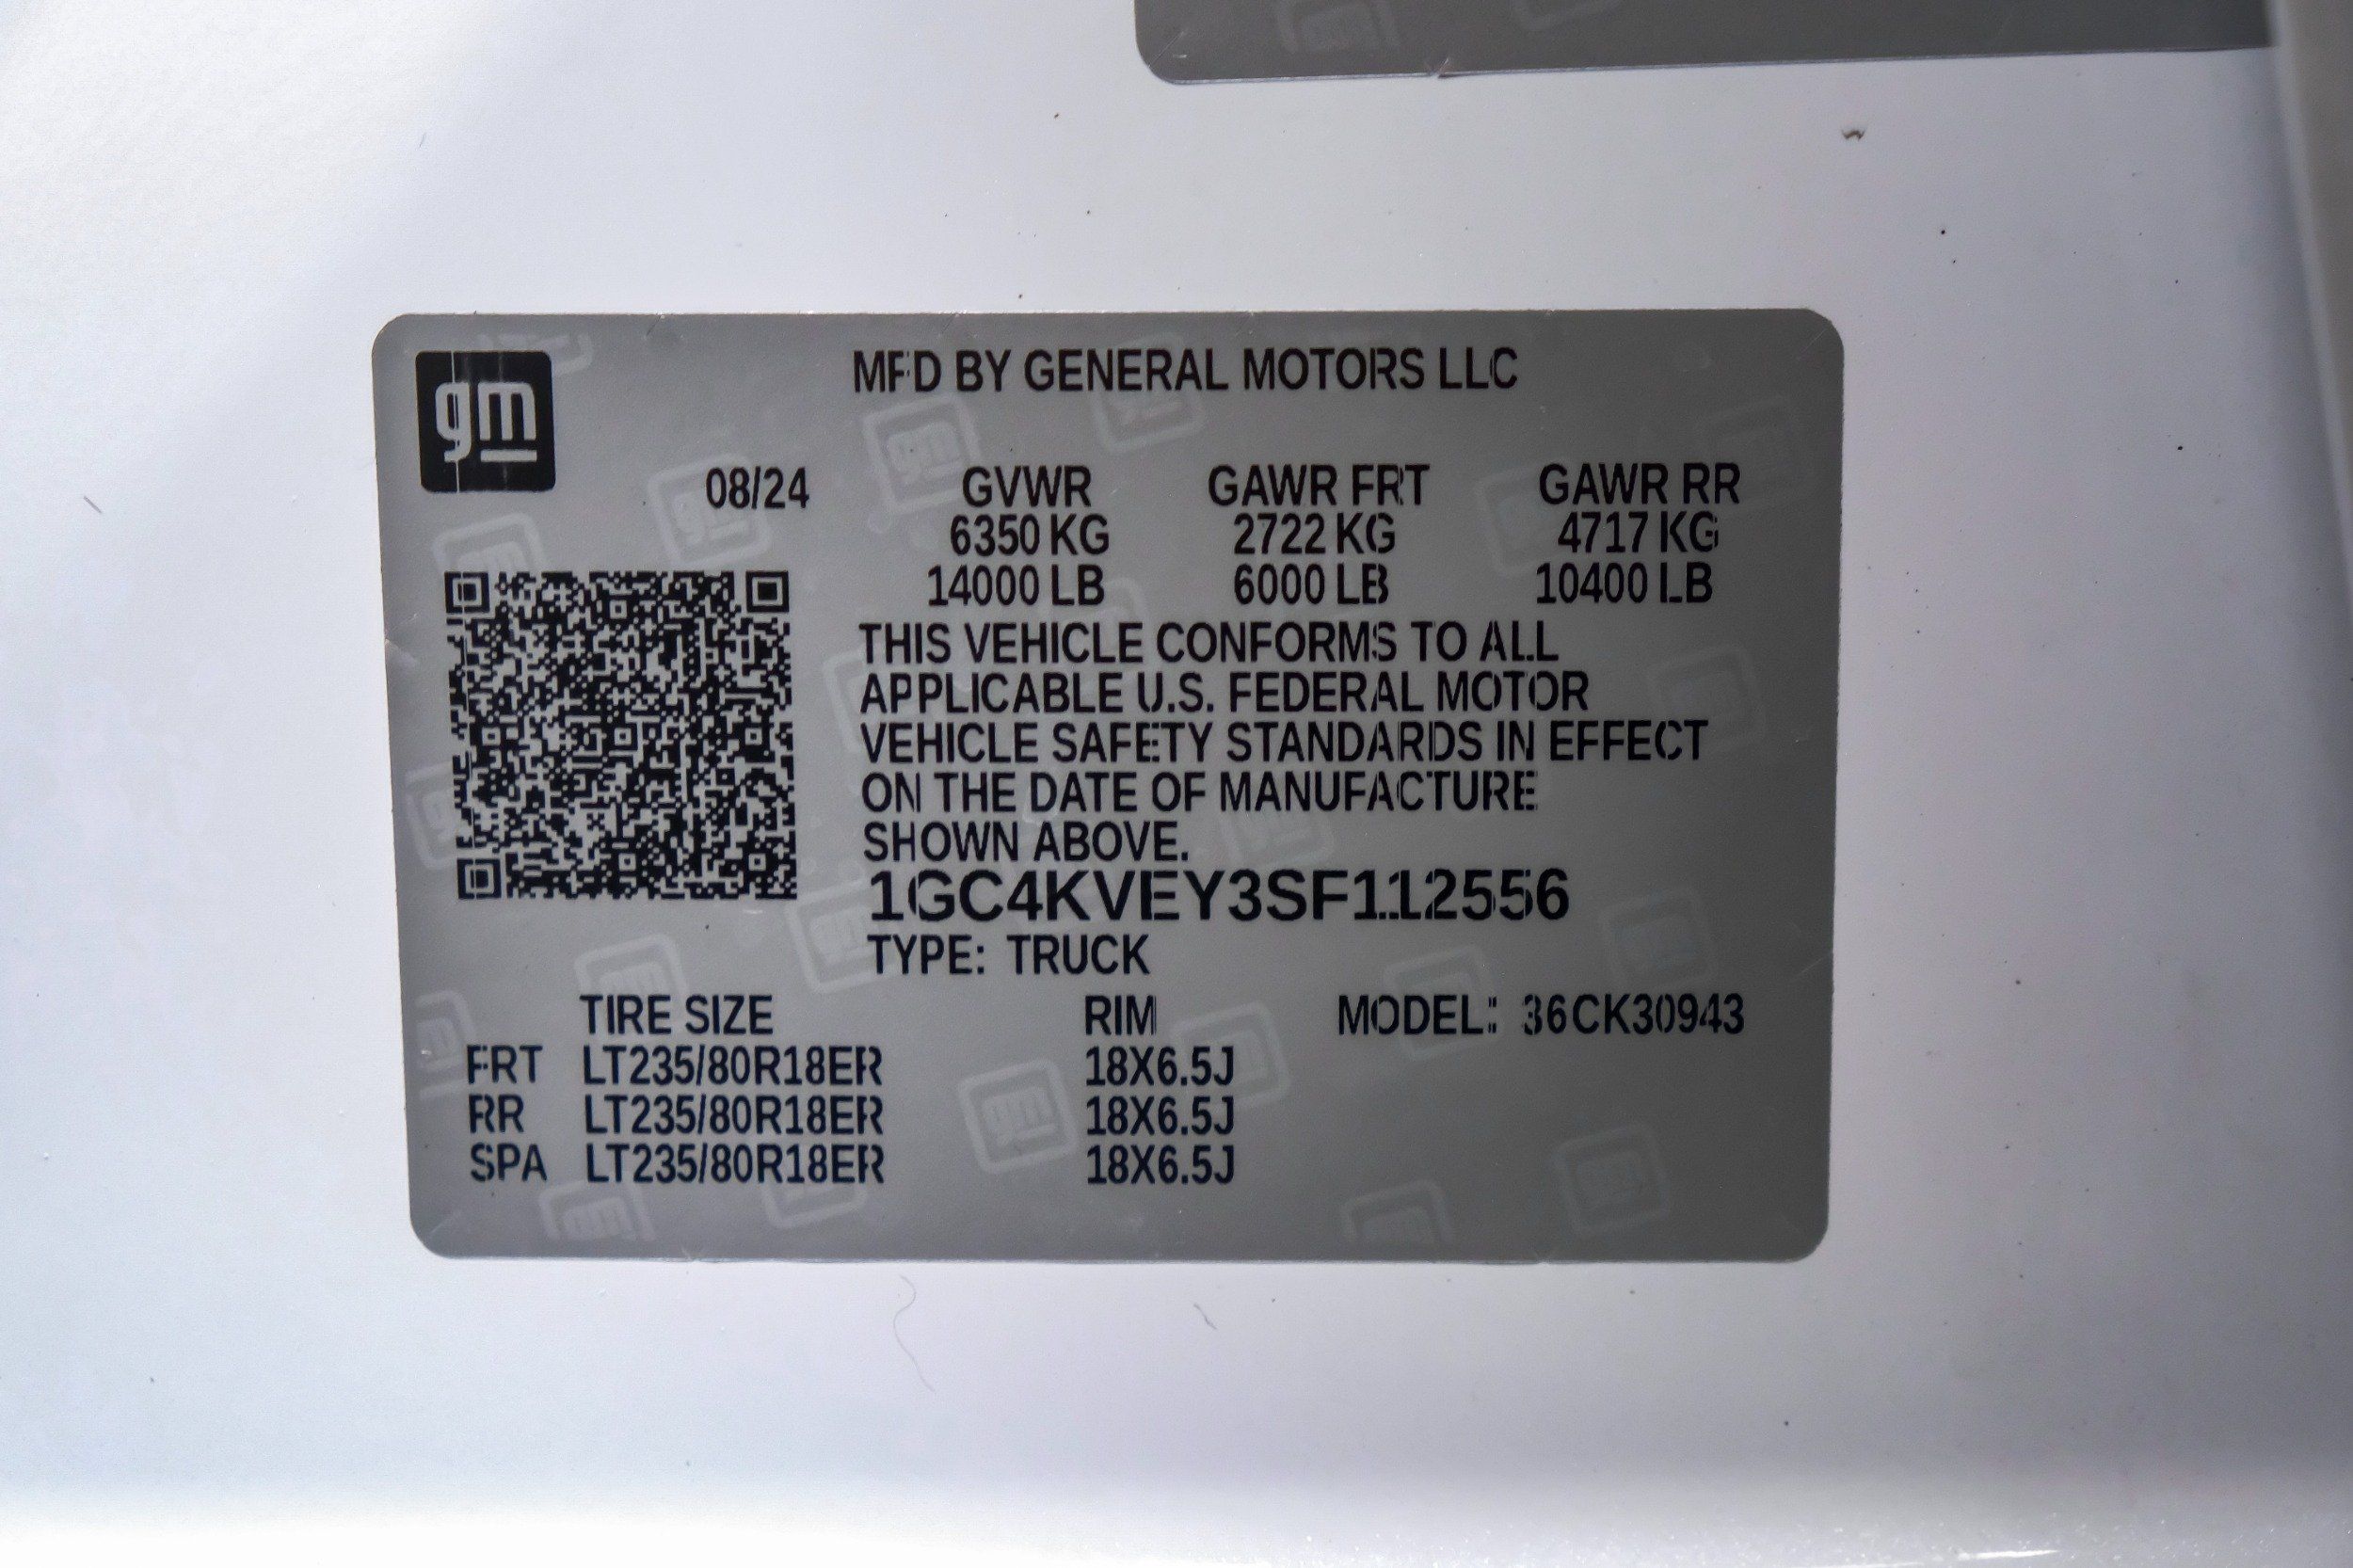 gm
MFD BY GENERAL MOTORS LLC
08/24 GVWR GAWR FRT GAWR RR
6350 KG 2722 KG 4717 KG
14000 LB 6000 LB 10400 LB
THIS VEHICLE CONFORMS TO ALL
APPLICABLE U.S. FEDERAL MOTOR
VEHICLE SAFETY STANDARDS IN EFFECT
ON THE DATE OF MANUFACTURE
SHOWN ABOVE.
1GC4KVEY3SF112556
TYPE: TRUCK
TIRE SIZE RIM MODEL: 36CK30943
FRT LT235/80R18ER 18X6.5J
RR LT235/80R18ER 18X6.5J
SPA LT235/80R18ER 18X6.5J